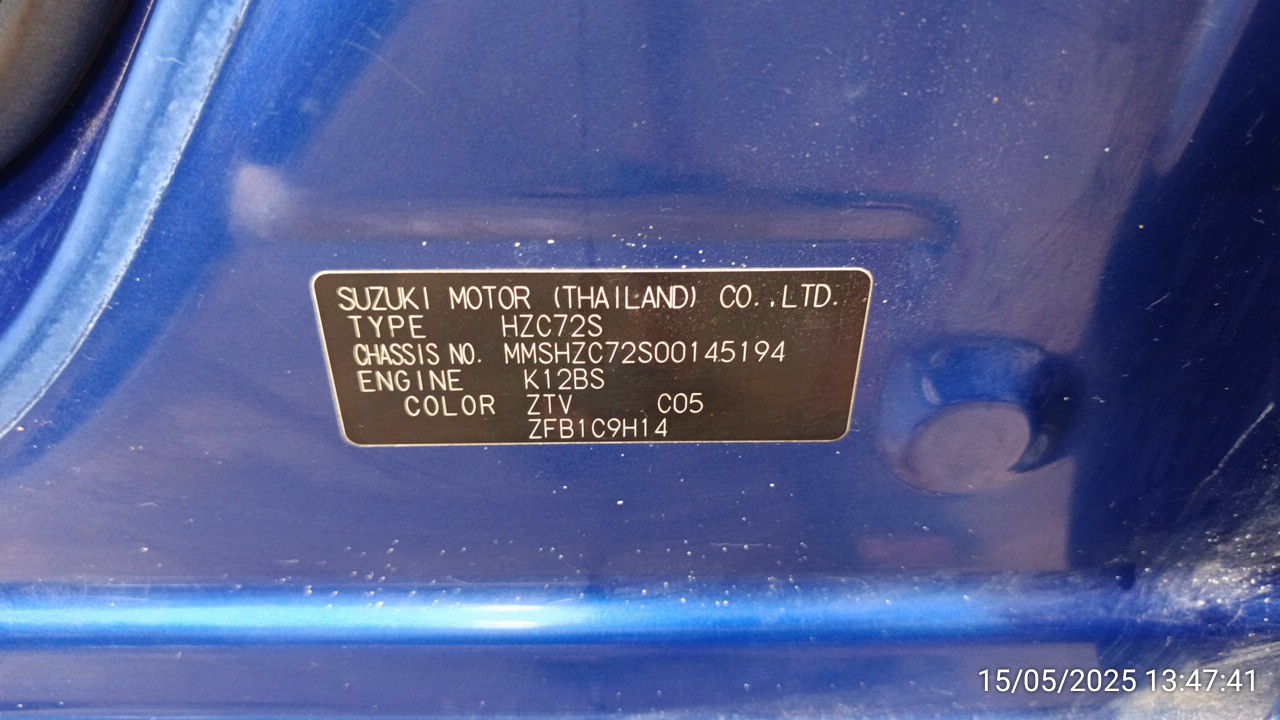 SUZUKI MOTOR (THAILAND) CO.,LTD.
TYPE HZC72S
CHASSIS NO. MMSHZC72S00145194
ENGINE K12BS
COLOR ZTV C05
ZFB1C9H14
15/05/2025 13:47:41